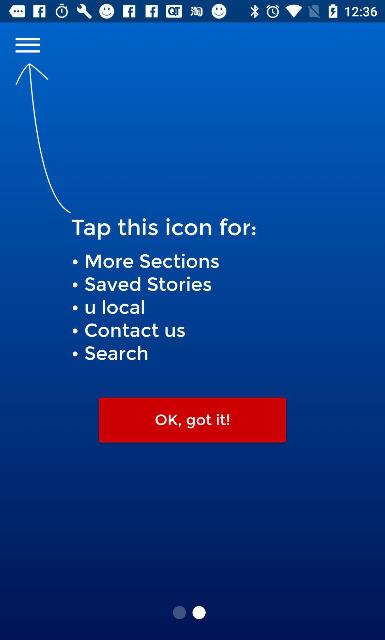 12:36
Tap this icon for:
• More Sections
• Saved Stories
• u local
• Contact us
• Search
OK, got it!